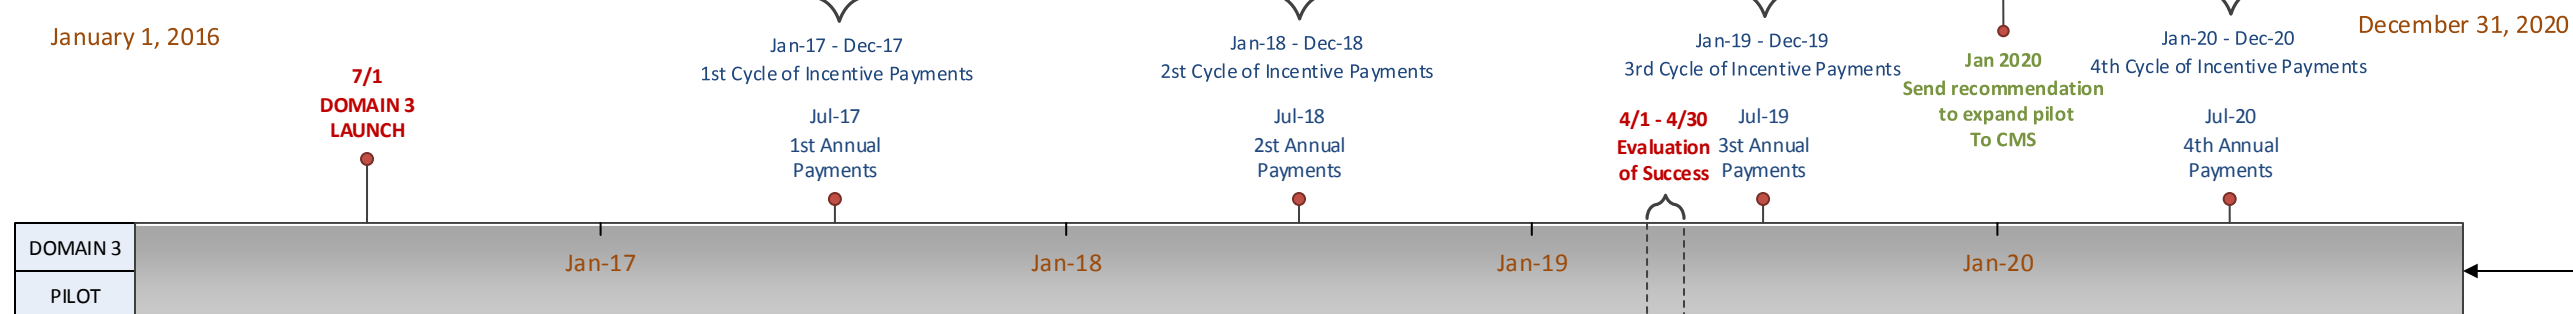 January 1, 2016
7/1
DOMAIN 3
LAUNCH
Jan-17 - Dec-17
1st Cycle of Incentive Payments
Jul-17
1st Annual
Payments
Jan-18 - Dec-18
2st Cycle of Incentive Payments
Jul-18
2st Annual
Payments
Jan-19 - Dec-19
3rd Cycle of Incentive Payments
4/1 - 4/30
Evaluation
of Success
Jul-19
3st Annual
Payments
Jan 2020
Send recommendation
to expand pilot
To CMS
Jan-20 - Dec-20
4th Cycle of Incentive Payments
Jul-20
4th Annual
Payments
December 31, 2020
DOMAIN 3
PILOT
Jan-17
Jan-18
Jan-19
Jan-20